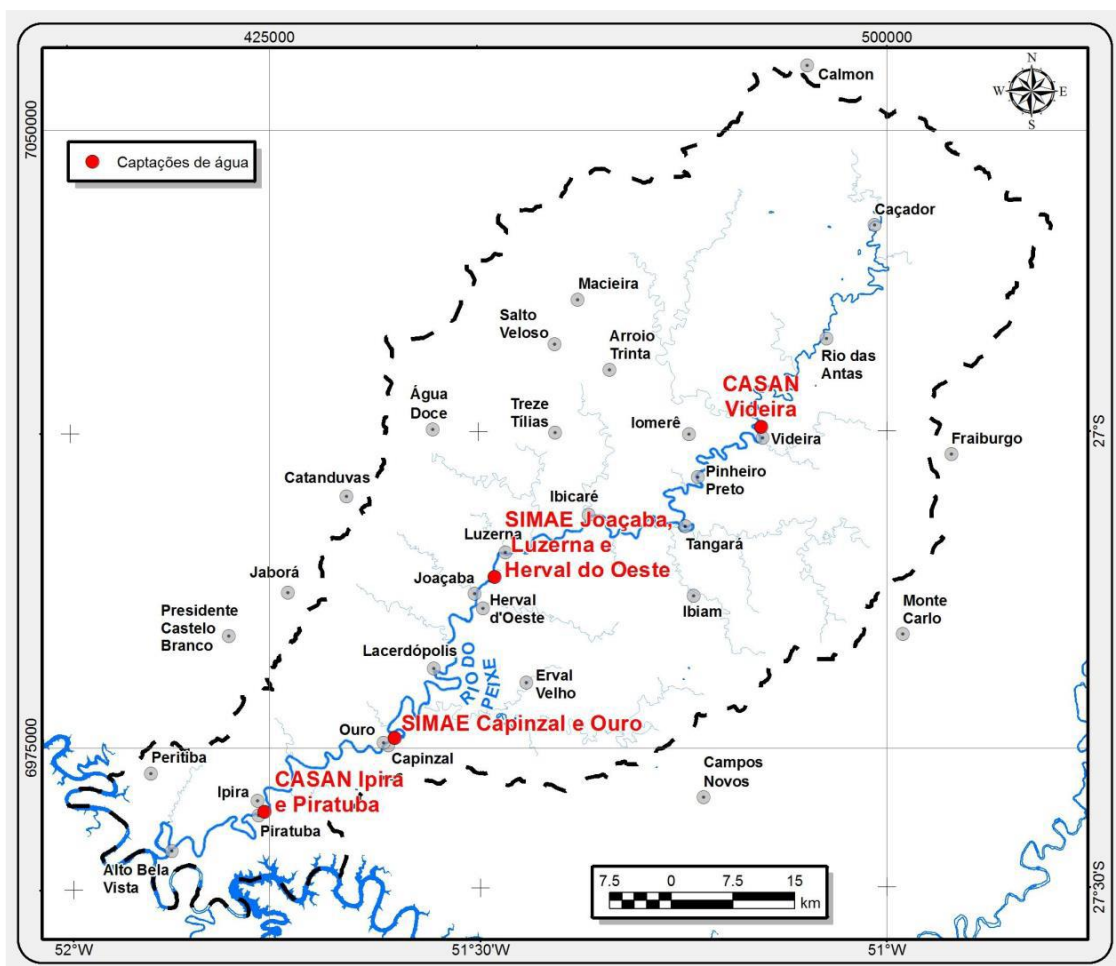 425000
500000
7050000
6975000
N
W
E
S
Captações de água
Calmon
Caçador
Macieira
Salto
Veloso
Arroio
Trinta
Rio das
Antas
CASAN
Videira
Água
Doce
Treze
Tílias
Iomerê
Videira
27°S
Fraiburgo
Pinheiro
Preto
Catanduvas
Ibicaré
SIMAE Joaçaba,
Luzerna e
Herval do Oeste
Luzerna
Tangará
Jaborá
Joaçaba
Herval
d'Oeste
Ibiam
Presidente
Castelo
Branco
Monte
Carlo
Lacerdópolis
RIO DO
PEIXE
Erval
Velho
Ouro
SIMAE Capinzal e Ouro
Capinzal
Peritiba
CASAN Ipira
e Piratuba
Ipira
Piratuba
Campos
Novos
Alto Bela
Vista
7.5 0 7.5 15
km
27°30'S
52°W
51°30'W
51°W